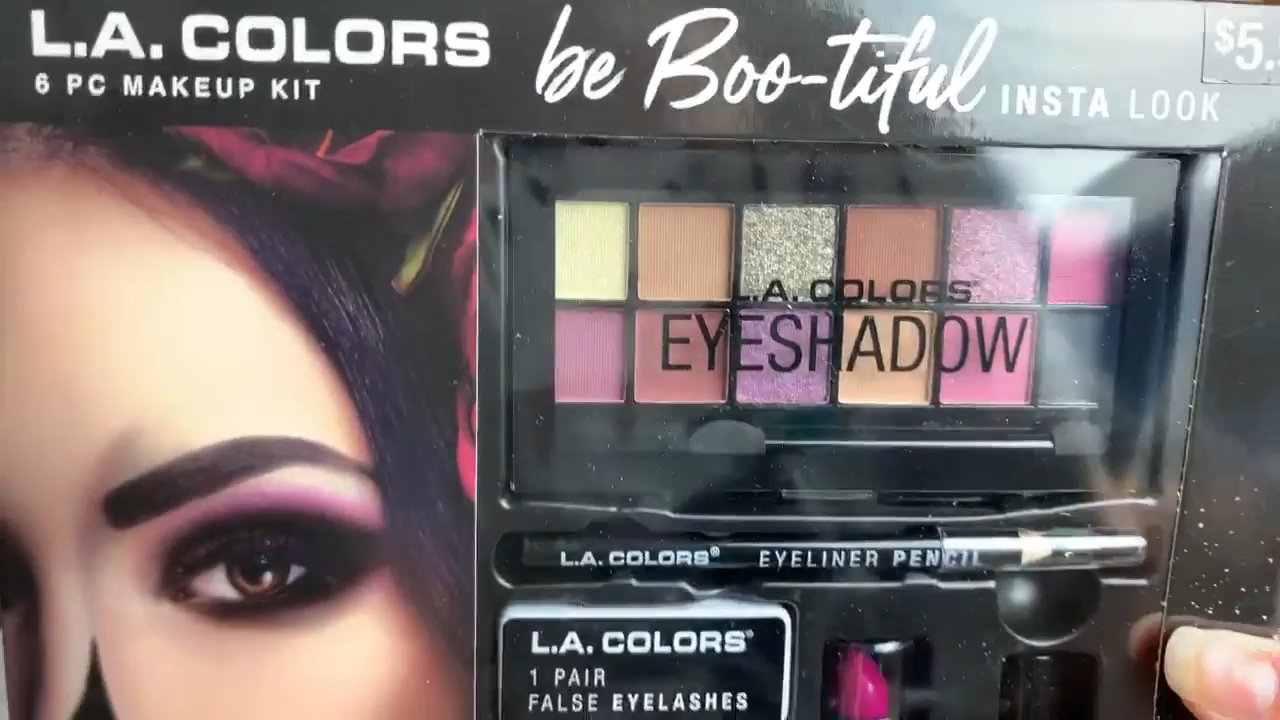 L.A. COLORS
6 PC MAKEUP KIT
be Boo-tiful INSTA LOOK
$5.
L.A. COLORS
EYESHADOW
L.A. COLORS® EYELINER PENCIL
L.A. COLORS®
1 PAIR
FALSE EYELASHES